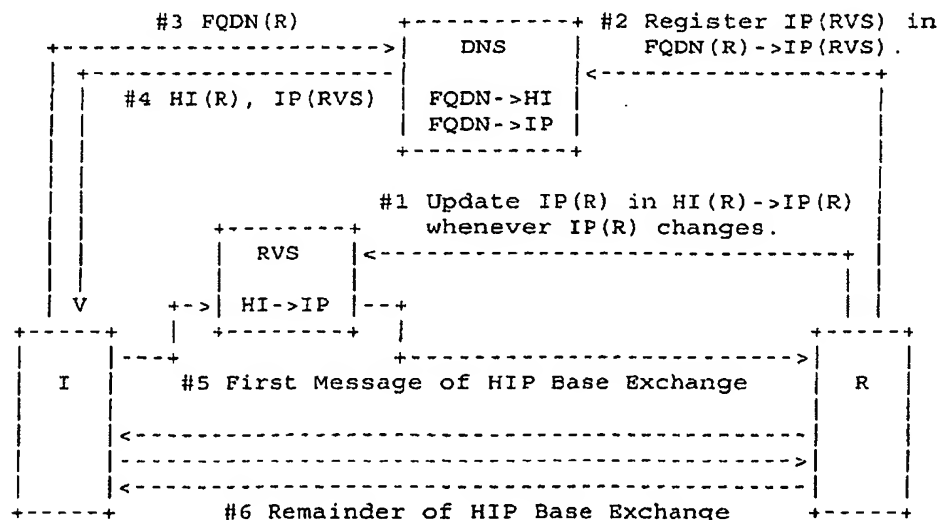 #3 FQDN(R)
#2 Register IP(RVS) in
DNS
FQDN(R)->IP(RVS).
#4 HI(R), IP(RVS)
FQDN->HI
FQDN->IP
#1 Update IP(R) in HI(R)->IP(R)
whenever IP(R) changes.
RVS
HI->IP
I
R
#5 First Message of HIP Base Exchange
#6 Remainder of HIP Base Exchange